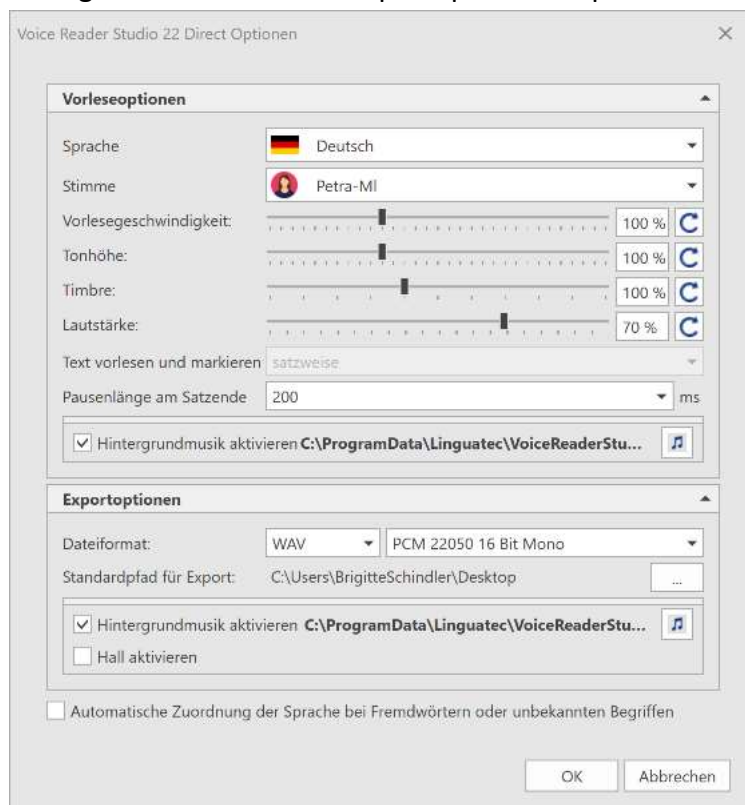 Voice Reader Studio 22 Direct Optionen
Vorleseoptionen
Sprache Deutsch
Stimme Petra-Ml
Vorlesegeschwindigkeit: 100 %
Tonhöhe: 100 %
Timbre: 100 %
Lautstärke: 70 %
Text vorlesen und markieren satzweise
Pausenlänge am Satzende 200 ms
Hintergrundmusik aktivieren C:\ProgramData\Linguatec\VoiceReaderStu...
Exportoptionen
Dateiformat: WAV PCM 22050 16 Bit Mono
Standardpfad für Export: C:\Users\BrigitteSchindler\Desktop ...
Hintergrundmusik aktivieren C:\ProgramData\Linguatec\VoiceReaderStu...
Hall aktivieren
Automatische Zuordnung der Sprache bei Fremdwörtern oder unbekannten Begriffen
OK Abbrechen